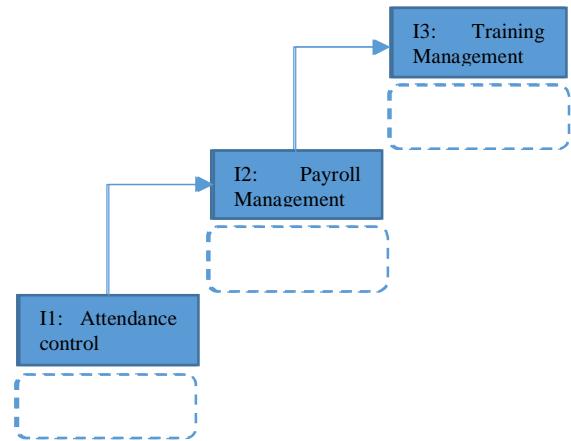 I3: Training
Management
I2: Payroll
Management
I1: Attendance
control